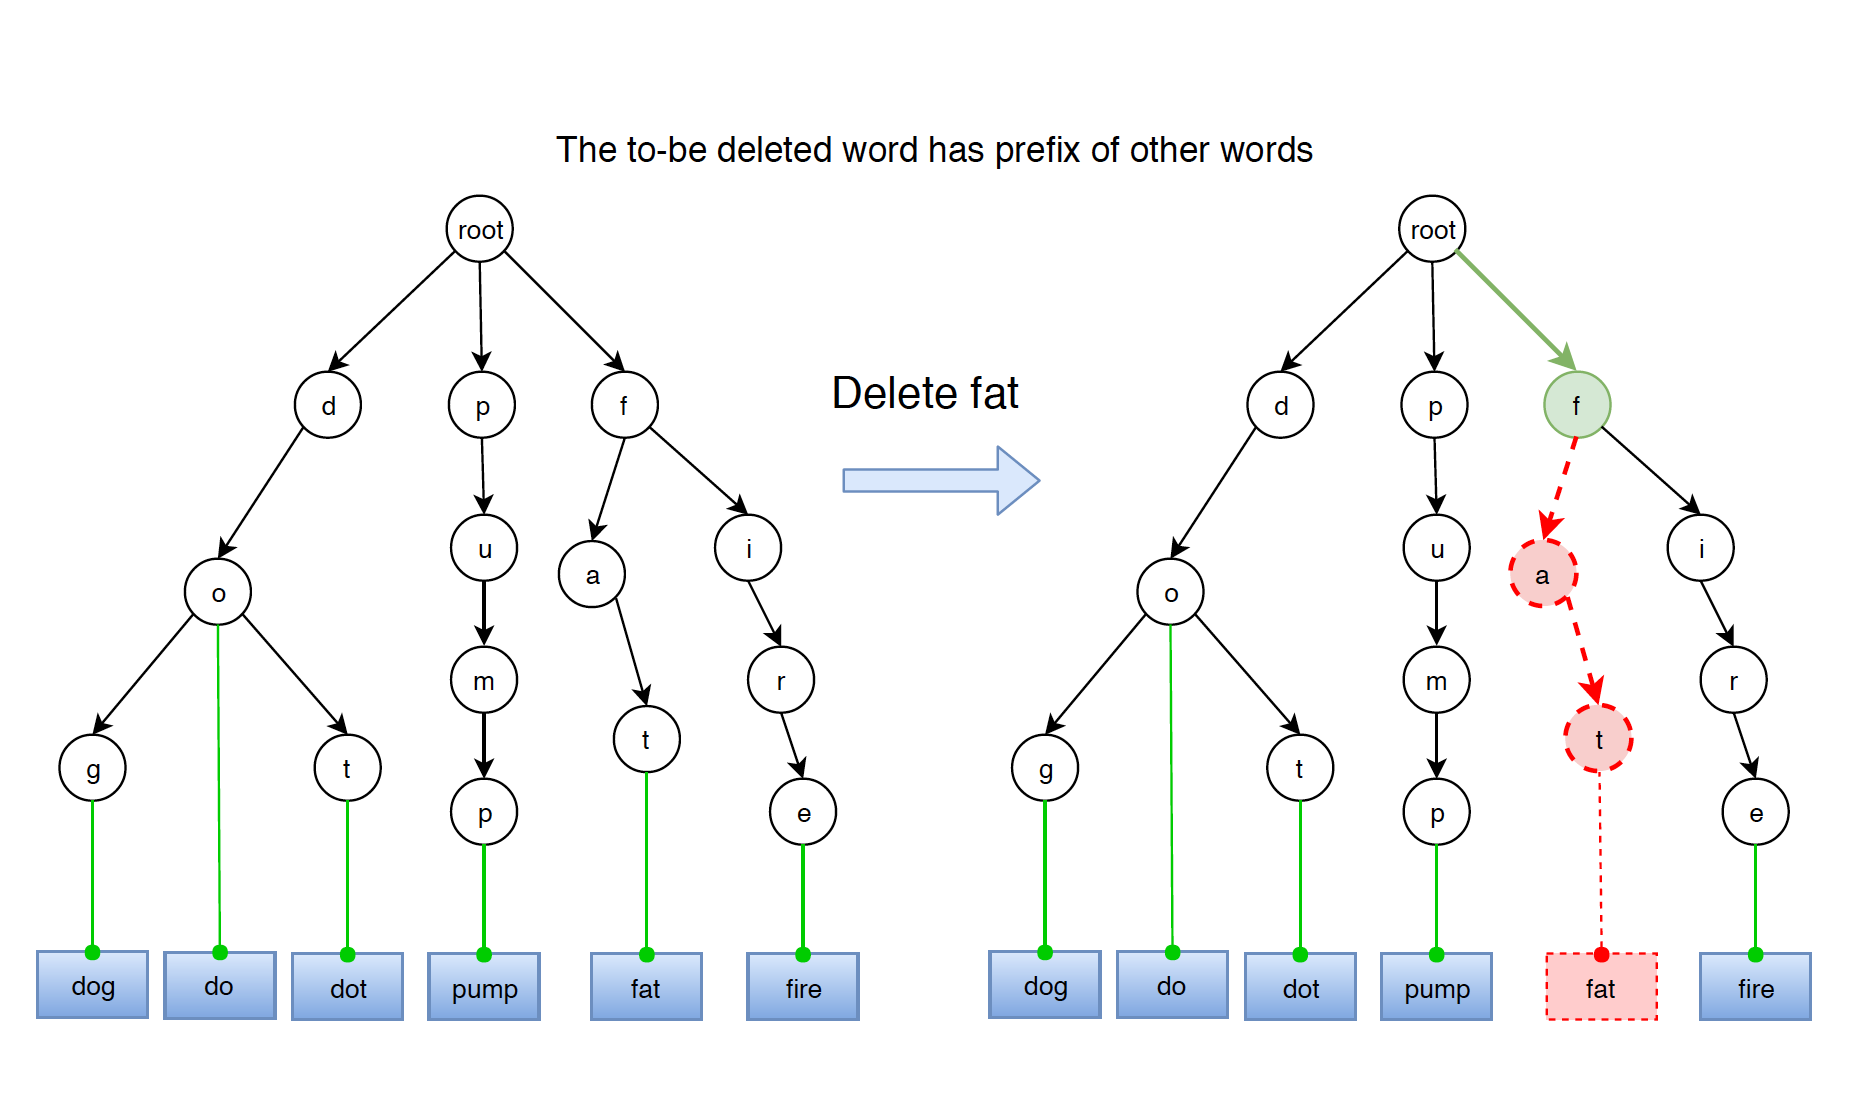 The to-be deleted word has prefix of other words
root
root
d
p
f
Delete fat
d
p
f
u
i
a
o
u
i
a
o
m
r
t
m
r
t
g
t
p
e
g
t
p
e
dog
do
dot
pump
fat
fire
dog
do
dot
pump
fat
fire